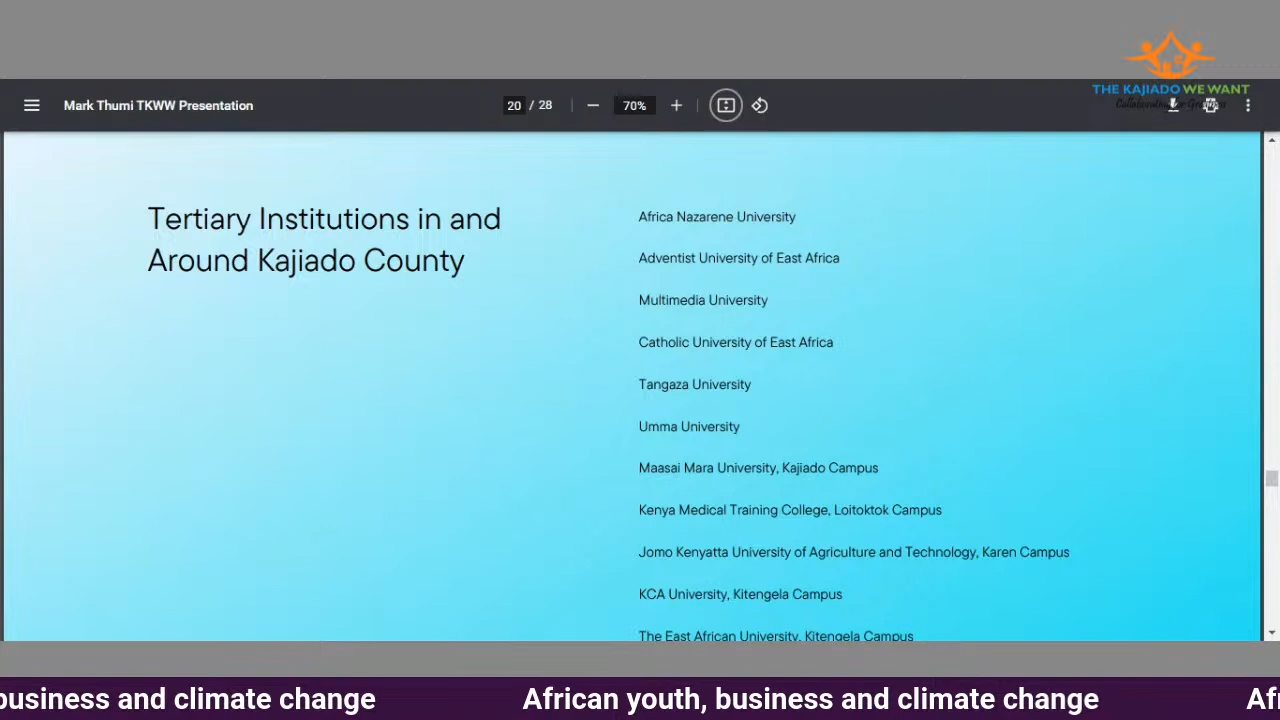 THE KAJIADO WE WANT
Mark Thumi TKWW Presentation
20 / 28
70%
Tertiary Institutions in and
Around Kajiado County
Africa Nazarene University
Adventist University of East Africa
Multimedia University
Catholic University of East Africa
Tangaza University
Umma University
Maasai Mara University, Kajiado Campus
Kenya Medical Training College, Loitoktok Campus
Jomo Kenyatta University of Agriculture and Technology, Karen Campus
KCA University, Kitengela Campus
The East African University, Kitengela Campus
business and climate change
African youth, business and climate change
Af